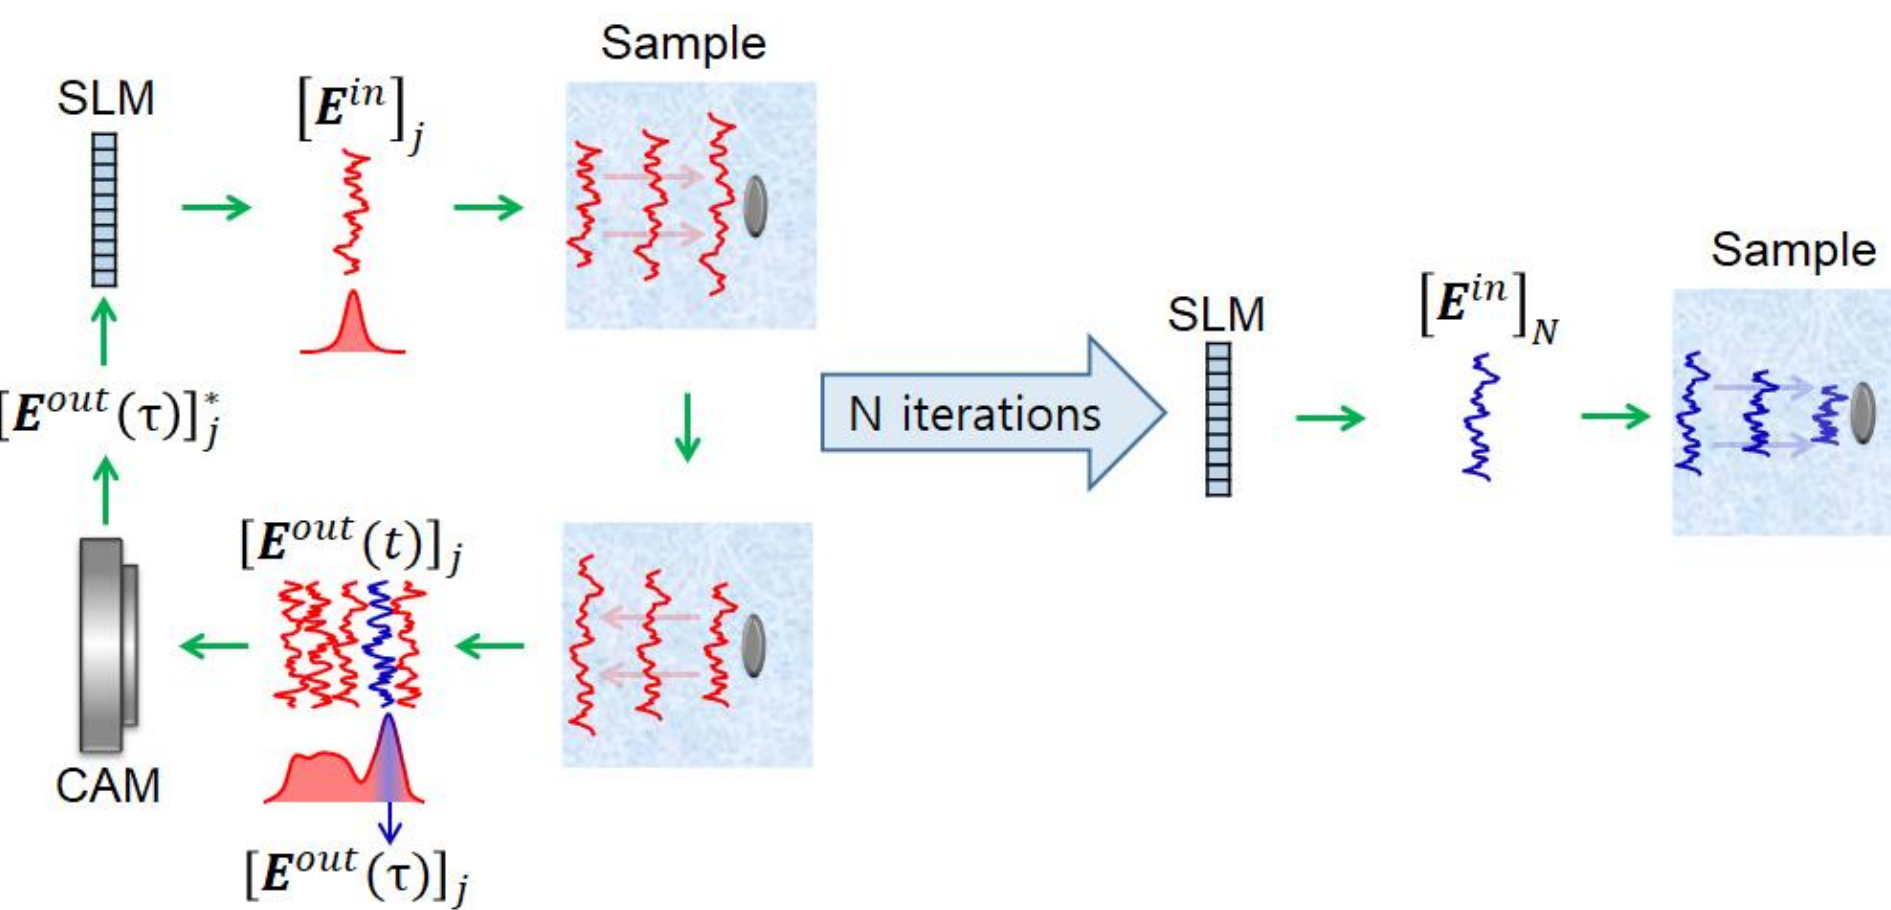 Sample
SLM
[E^{in}]_j
[E^{out}(τ)]^*_j
[E^{out}(t)]_j
CAM
[E^{out}(τ)]_j
N iterations
SLM
[E^{in}]_N
Sample